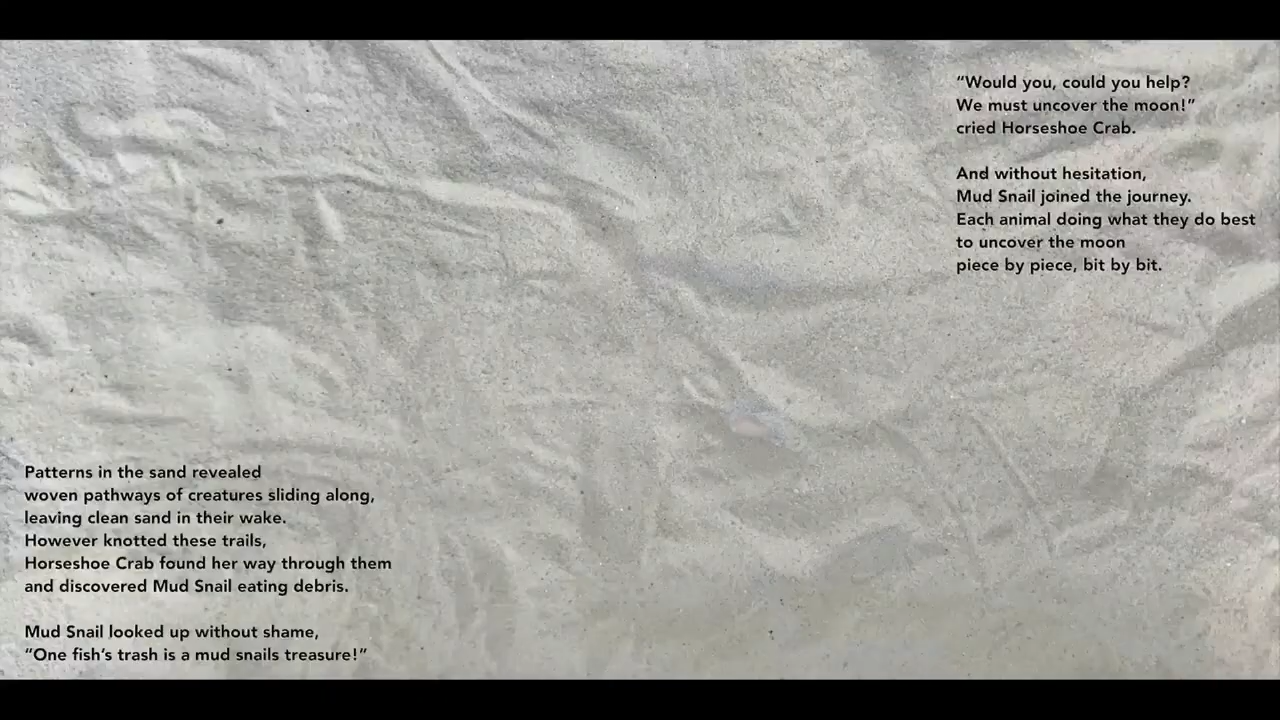 Patterns in the sand revealed
woven pathways of creatures sliding along,
leaving clean sand in their wake.
However knotted these trails,
Horseshoe Crab found her way through them
and discovered Mud Snail eating debris.
Mud Snail looked up without shame,
“One fish’s trash is a mud snails treasure!”
“Would you, could you help?
We must uncover the moon!”
cried Horseshoe Crab.
And without hesitation,
Mud Snail joined the journey.
Each animal doing what they do best
to uncover the moon
piece by piece, bit by bit.